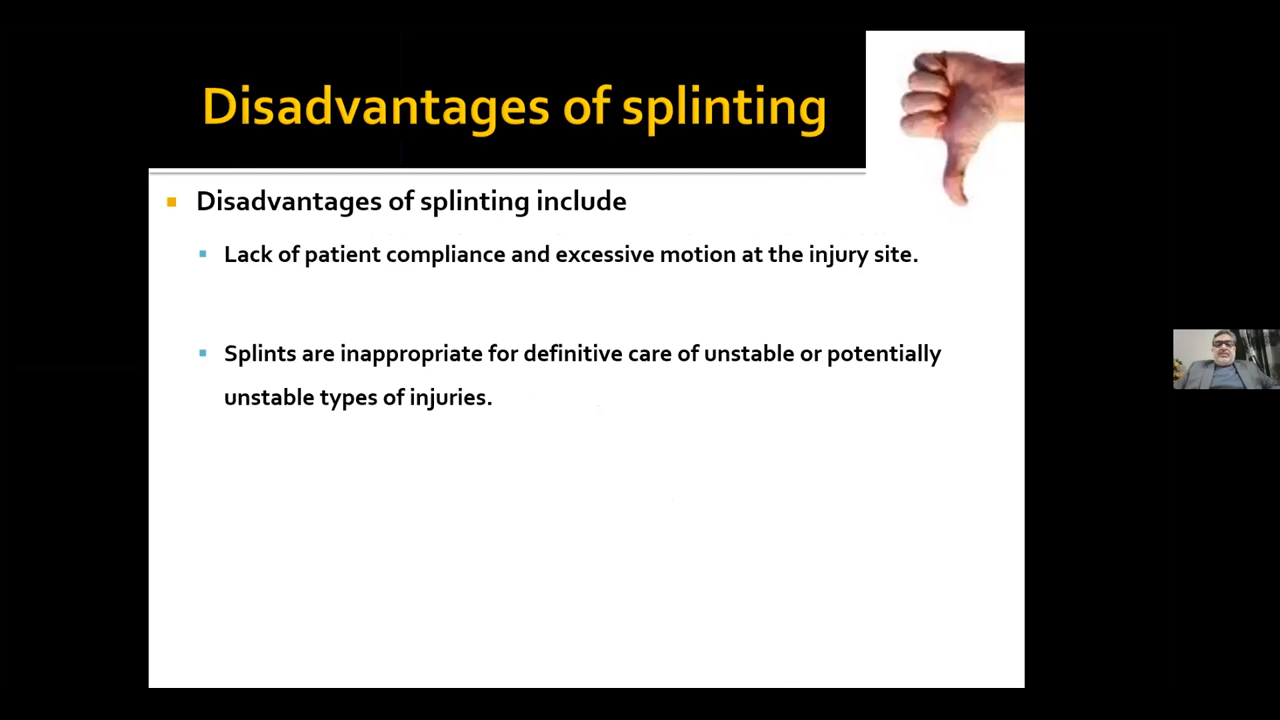 Disadvantages of splinting
Disadvantages of splinting include
Lack of patient compliance and excessive motion at the injury site.
Splints are inappropriate for definitive care of unstable or potentially
unstable types of injuries.